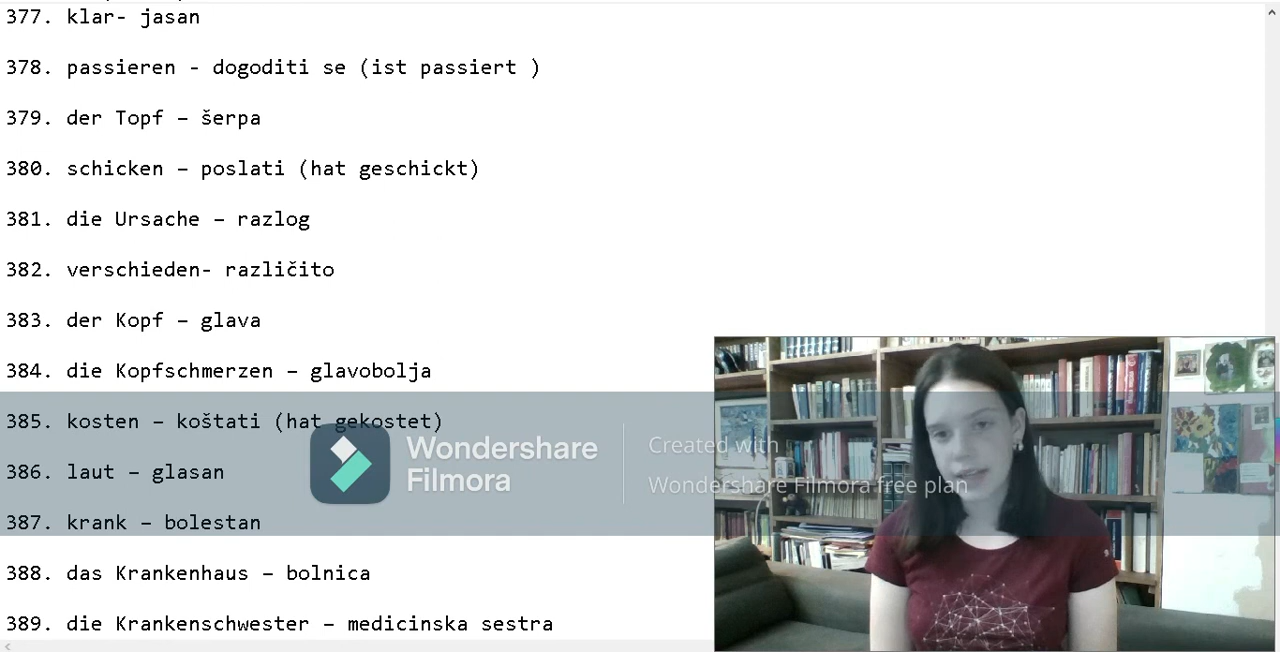 377. klar- jasan
378. passieren - dogoditi se (ist passiert )
379. der Topf – šerpa
380. schicken – poslati (hat geschickt)
381. die Ursache – razlog
382. verschieden- različito
383. der Kopf – glava
384. die Kopfschmerzen – glavobolja
385. kosten – koštati (hat gekostet)
386. laut – glasan
387. krank – bolestan
388. das Krankenhaus – bolnica
389. die Krankenschwester – medicinska sestra
Wondershare
Filmora
Created with
Wondershare Filmora free plan